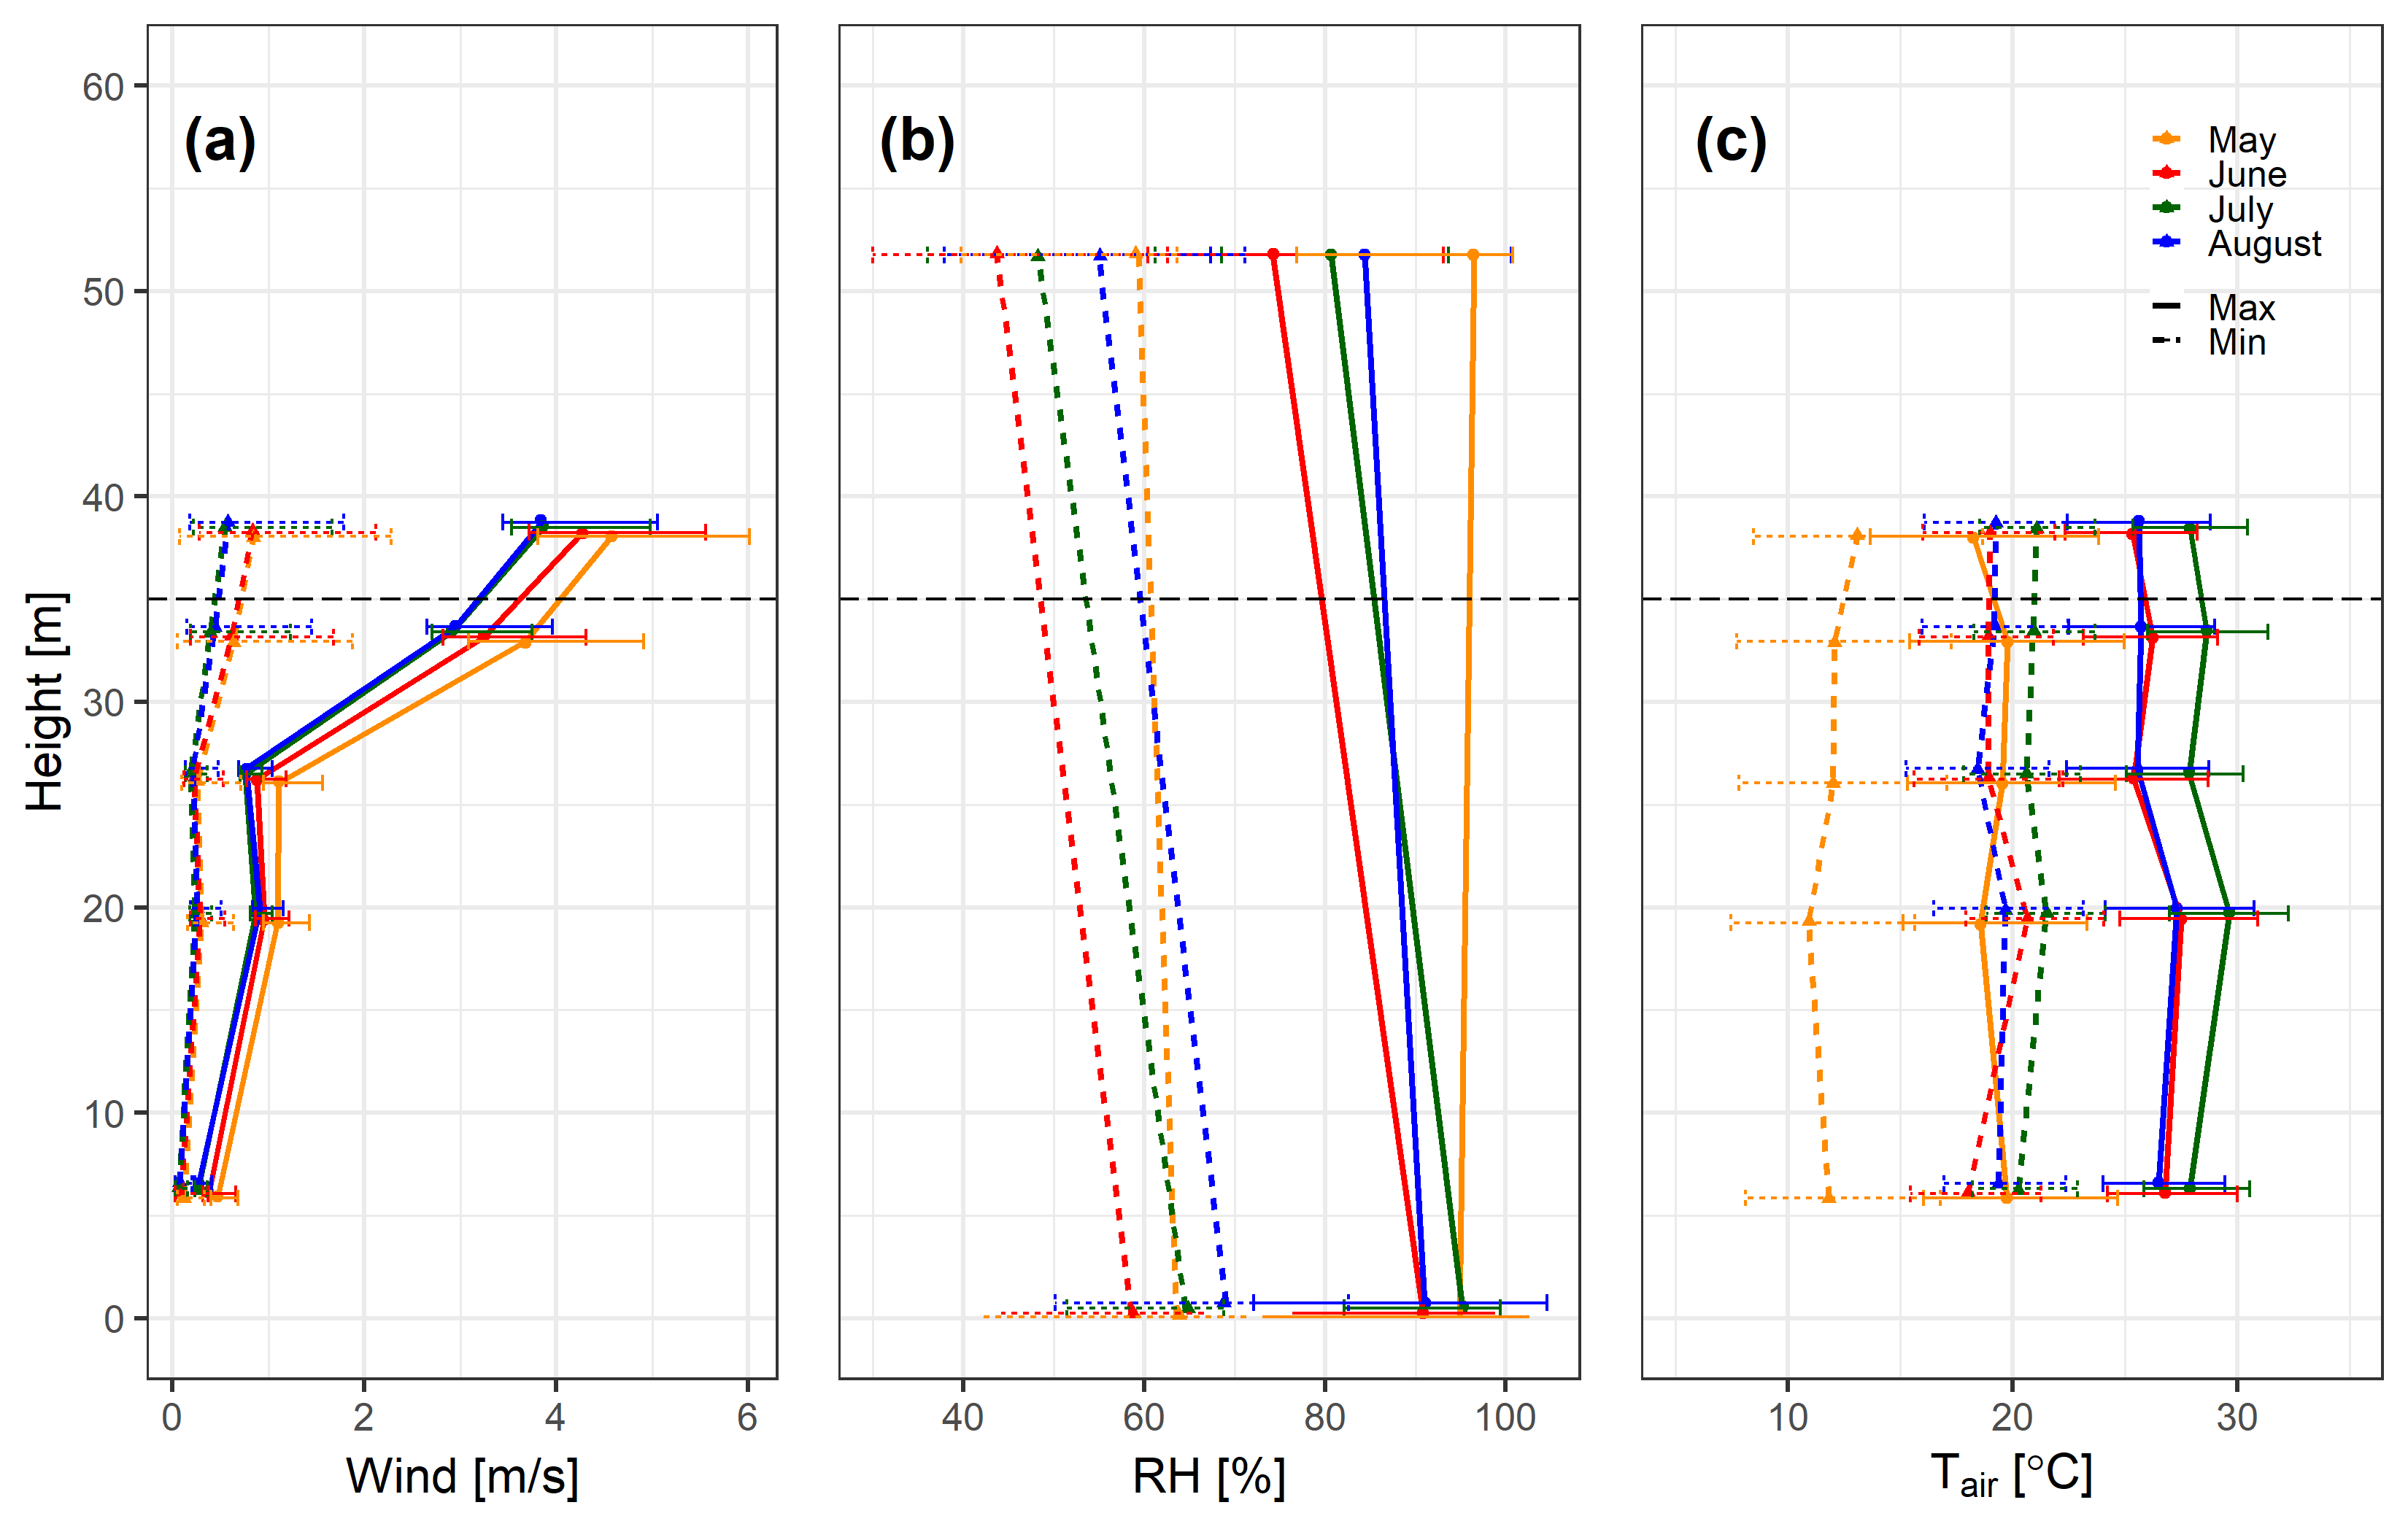 60
50
40
30
20
10
0
Height [m]
(a)
0 2 4 6
Wind [m/s]
(b)
40 60 80 100
RH [%]
(c)
May
June
July
August
Max
Min
10 20 30
Tair [°C]